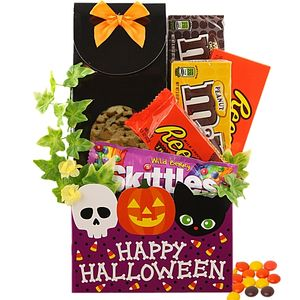 m&m's
PEANUT
m&m's
Reese's
Reese's
Wild Berry
Skittles
HAPPY
HALLOWEEN